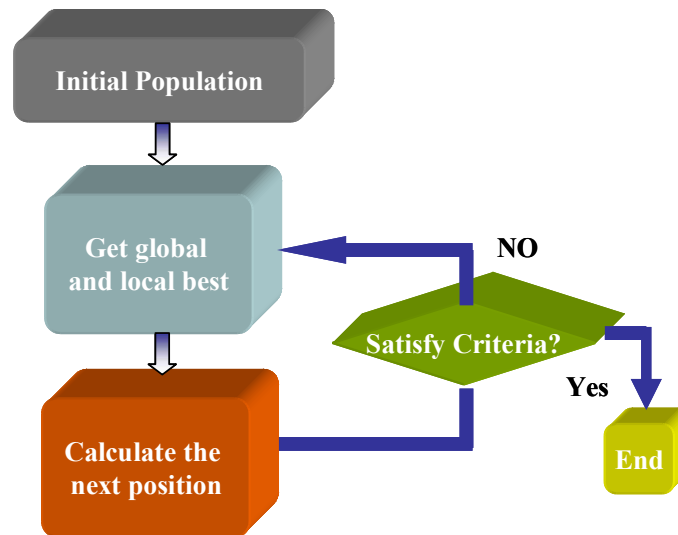 Initial Population
Get global
and local best
NO
Satisfy Criteria?
Yes
Calculate the
next position
End